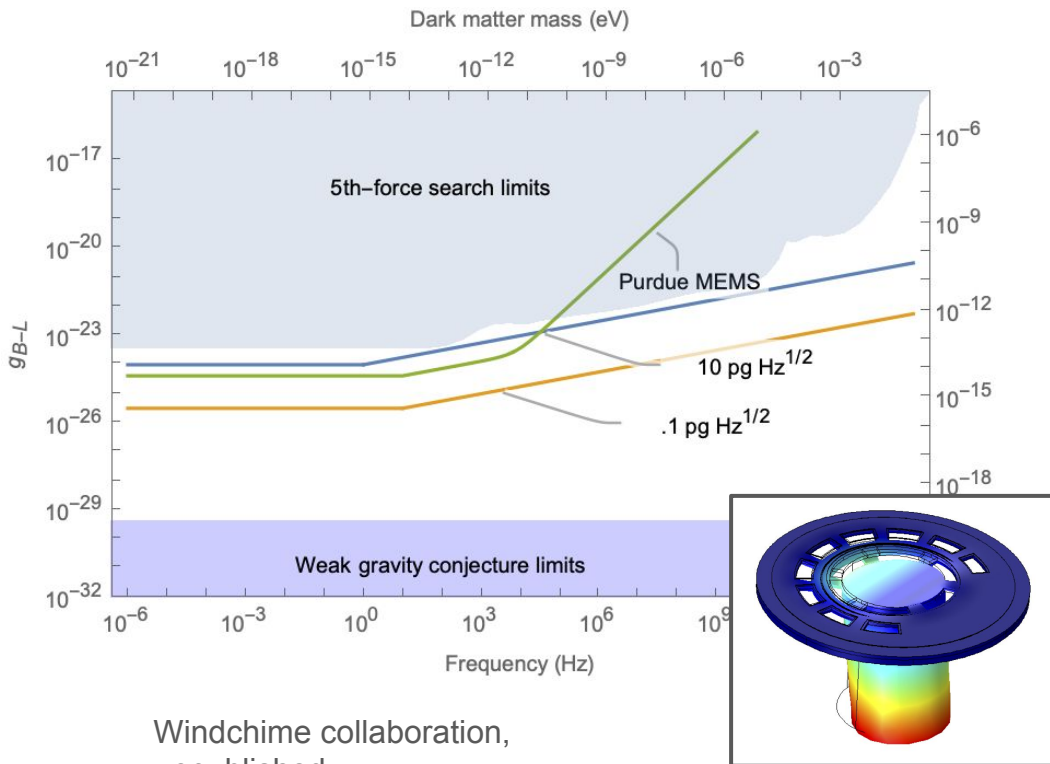 Dark matter mass (eV)
10⁻²¹ 10⁻¹⁸ 10⁻¹⁵ 10⁻¹² 10⁻⁹ 10⁻⁶ 10⁻³
10⁻¹⁷ 10⁻⁶
5th-force search limits
10⁻²⁰ 10⁻⁹
Purdue MEMS
10⁻²³ 10⁻¹²
g_B-L
10 pg Hz^1/2
10⁻²⁶ 10⁻¹⁵
.1 pg Hz^1/2
10⁻²⁹ 10⁻¹⁸
Weak gravity conjecture limits
10⁻³²
10⁻⁶ 10⁻³ 10⁰ 10³ 10⁶ 10⁹
Frequency (Hz)
Windchime collaboration,